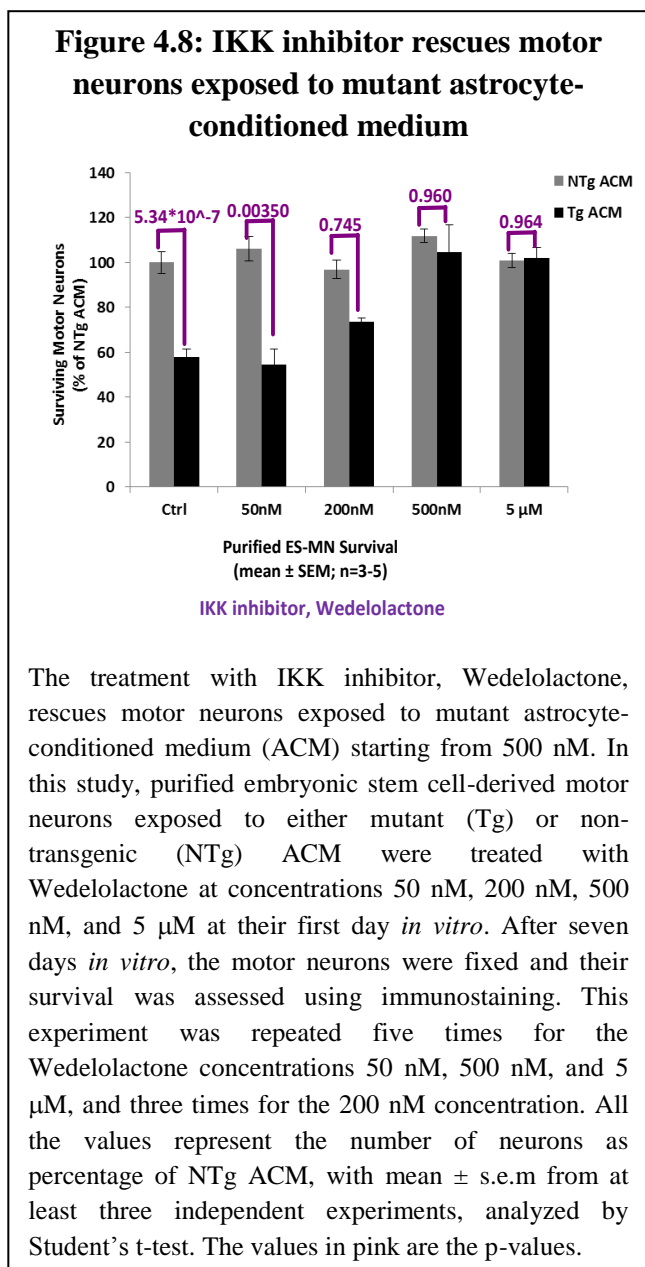 Figure 4.8: IKK inhibitor rescues motor
neurons exposed to mutant astrocyte-
conditioned medium
140
120
100
80
60
40
20
0
Surviving Motor Neurons
(% of NTg ACM)
5.34*10^-7
0.00350
0.745
0.960
0.964
NTg ACM
Tg ACM
Ctrl
50nM
200nM
500nM
5 µM
Purified ES-MN Survival
(mean ± SEM; n=3-5)
IKK inhibitor, Wedelolactone
The treatment with IKK inhibitor, Wedelolactone,
rescues motor neurons exposed to mutant astrocyte-
conditioned medium (ACM) starting from 500 nM. In
this study, purified embryonic stem cell-derived motor
neurons exposed to either mutant (Tg) or non-
transgenic (NTg) ACM were treated with
Wedelolactone at concentrations 50 nM, 200 nM, 500
nM, and 5 µM at their first day in vitro. After seven
days in vitro, the motor neurons were fixed and their
survival was assessed using immunostaining. This
experiment was repeated five times for the
Wedelolactone concentrations 50 nM, 500 nM, and 5
µM, and three times for the 200 nM concentration. All
the values represent the number of neurons as
percentage of NTg ACM, with mean ± s.e.m from at
least three independent experiments, analyzed by
Student’s t-test. The values in pink are the p-values.